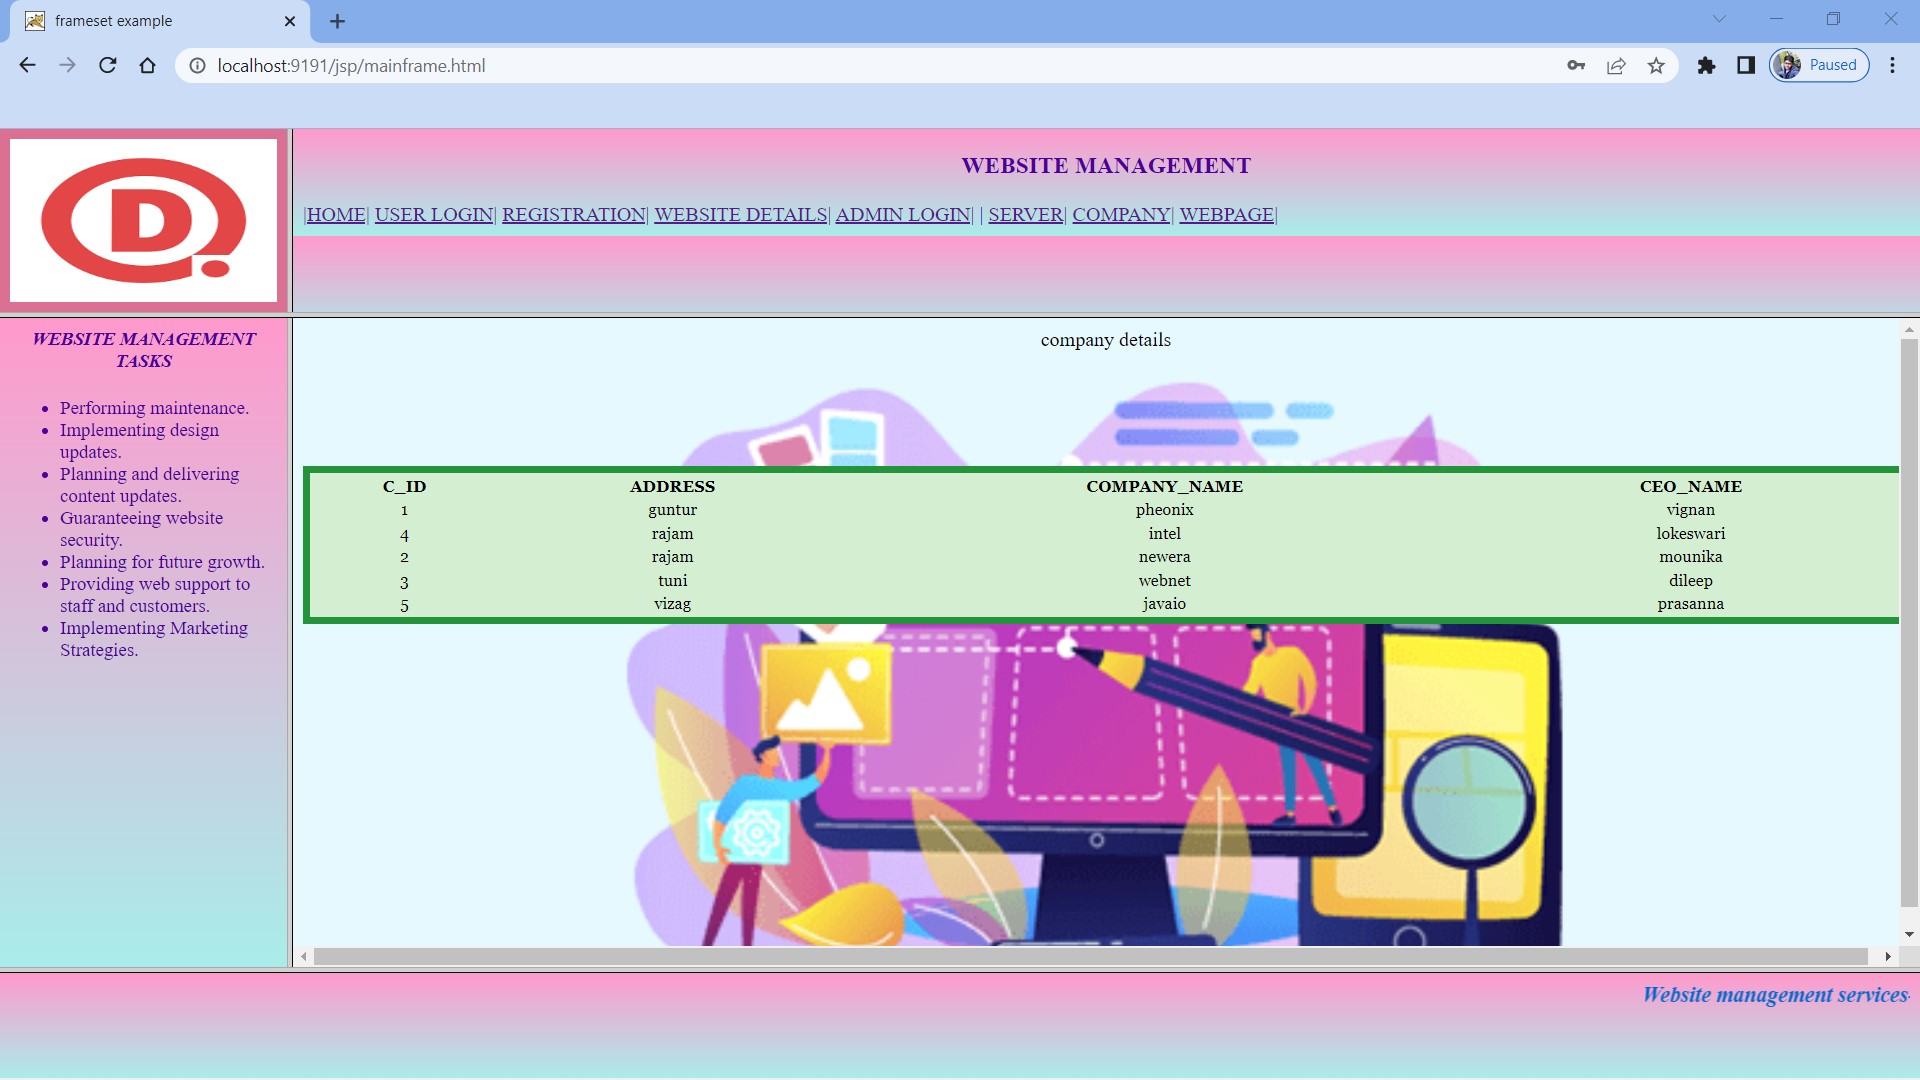 frameset example
localhost:9191/jsp/mainframe.html
Paused
D
WEBSITE MANAGEMENT
|HOME| USER LOGIN| REGISTRATION| WEBSITE DETAILS| ADMIN LOGIN| | SERVER| COMPANY| WEBPAGE|
WEBSITE MANAGEMENT
TASKS
• Performing maintenance.
• Implementing design
updates.
• Planning and delivering
content updates.
• Guaranteeing website
security.
• Planning for future growth.
• Providing web support to
staff and customers.
• Implementing Marketing
Strategies.
company details
C_ID ADDRESS COMPANY_NAME CEO_NAME
1 guntur pheonix vignan
4 rajam intel lokeswari
2 rajam newera mounika
3 tuni webnet dileep
5 vizag javaio prasanna
Website management services